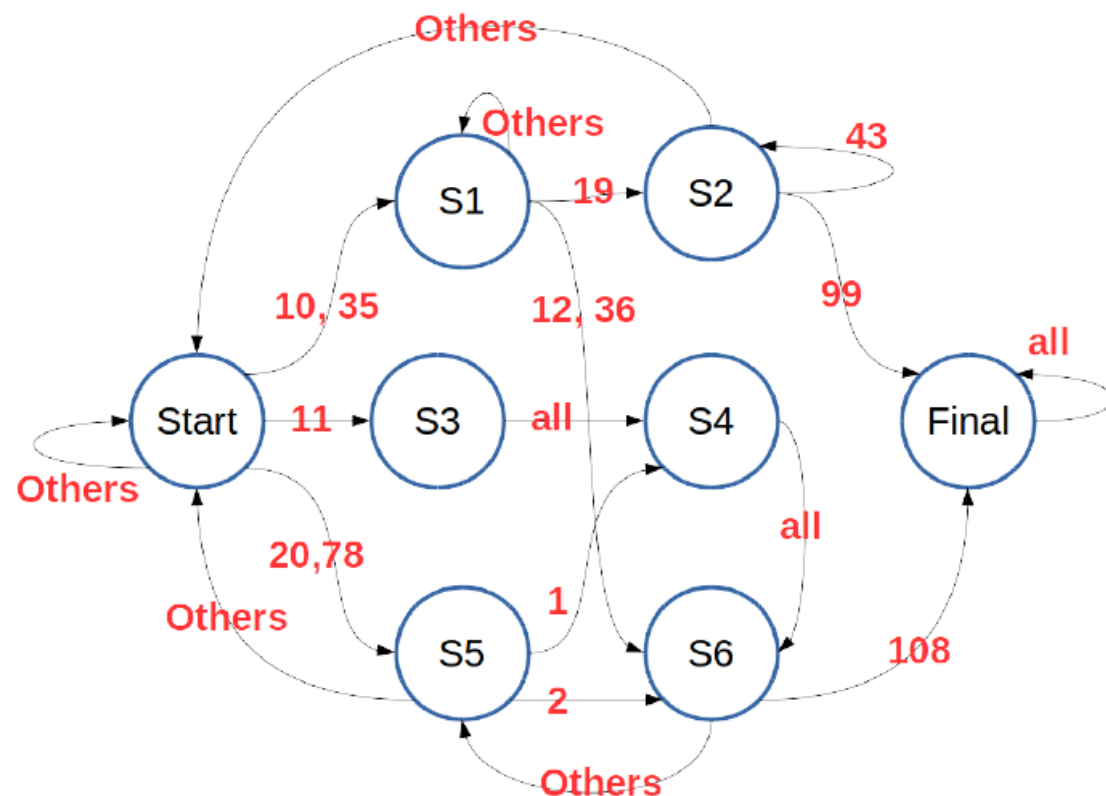 Others
Others
43
S1
19
S2
10, 35
12, 36
99
all
Start
11
S3
all
S4
Final
Others
20,78
all
Others
1
S5
S6
108
2
Others